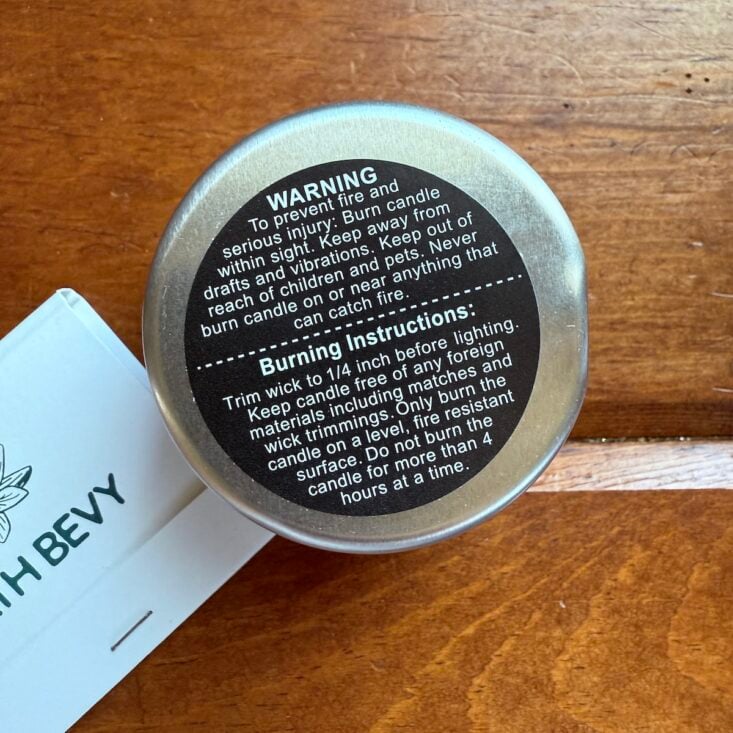 WARNING
To prevent fire and
serious injury: Burn candle
within sight. Keep away from
drafts and vibrations. Keep out of
reach of children and pets. Never
burn candle on or near anything that
can catch fire.
Burning Instructions:
Trim wick to 1/4 inch before lighting.
Keep candle free of any foreign
materials including matches and
wick trimmings. Only burn the
candle on a level, fire resistant
surface. Do not burn the
candle for more than 4
hours at a time.
BEVY